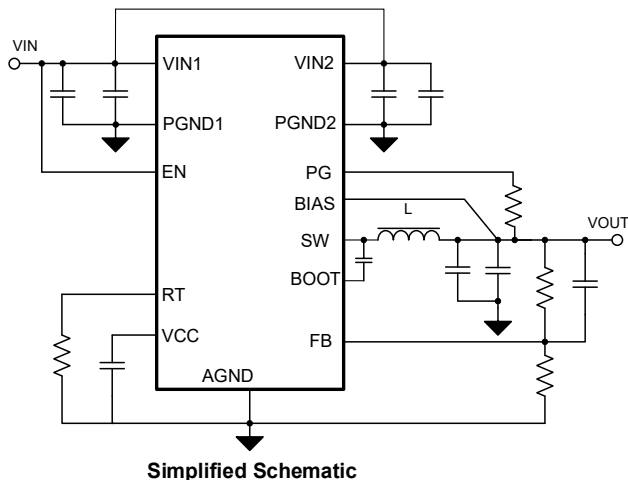 VIN
VIN1
VIN2
PGND1
PGND2
EN
PG
BIAS
L
VOUT
SW
BOOT
RT
VCC
FB
AGND
Simplified Schematic